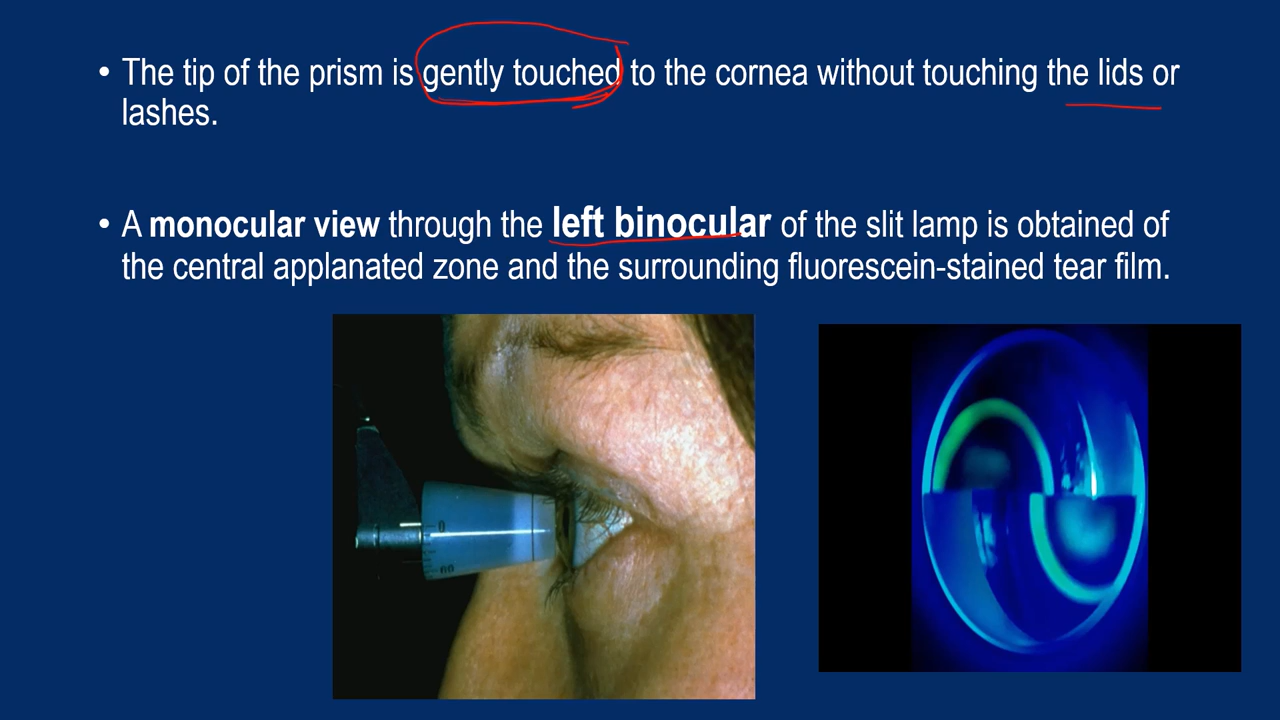 • The tip of the prism is gently touched to the cornea without touching the lids or
lashes.
• A monocular view through the left binocular of the slit lamp is obtained of
the central applanated zone and the surrounding fluorescein-stained tear film.
0